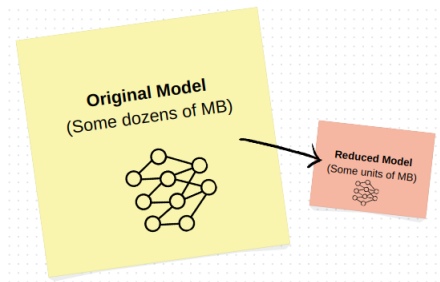 Original Model
(Some dozens of MB)
Reduced Model
(Some units of MB)